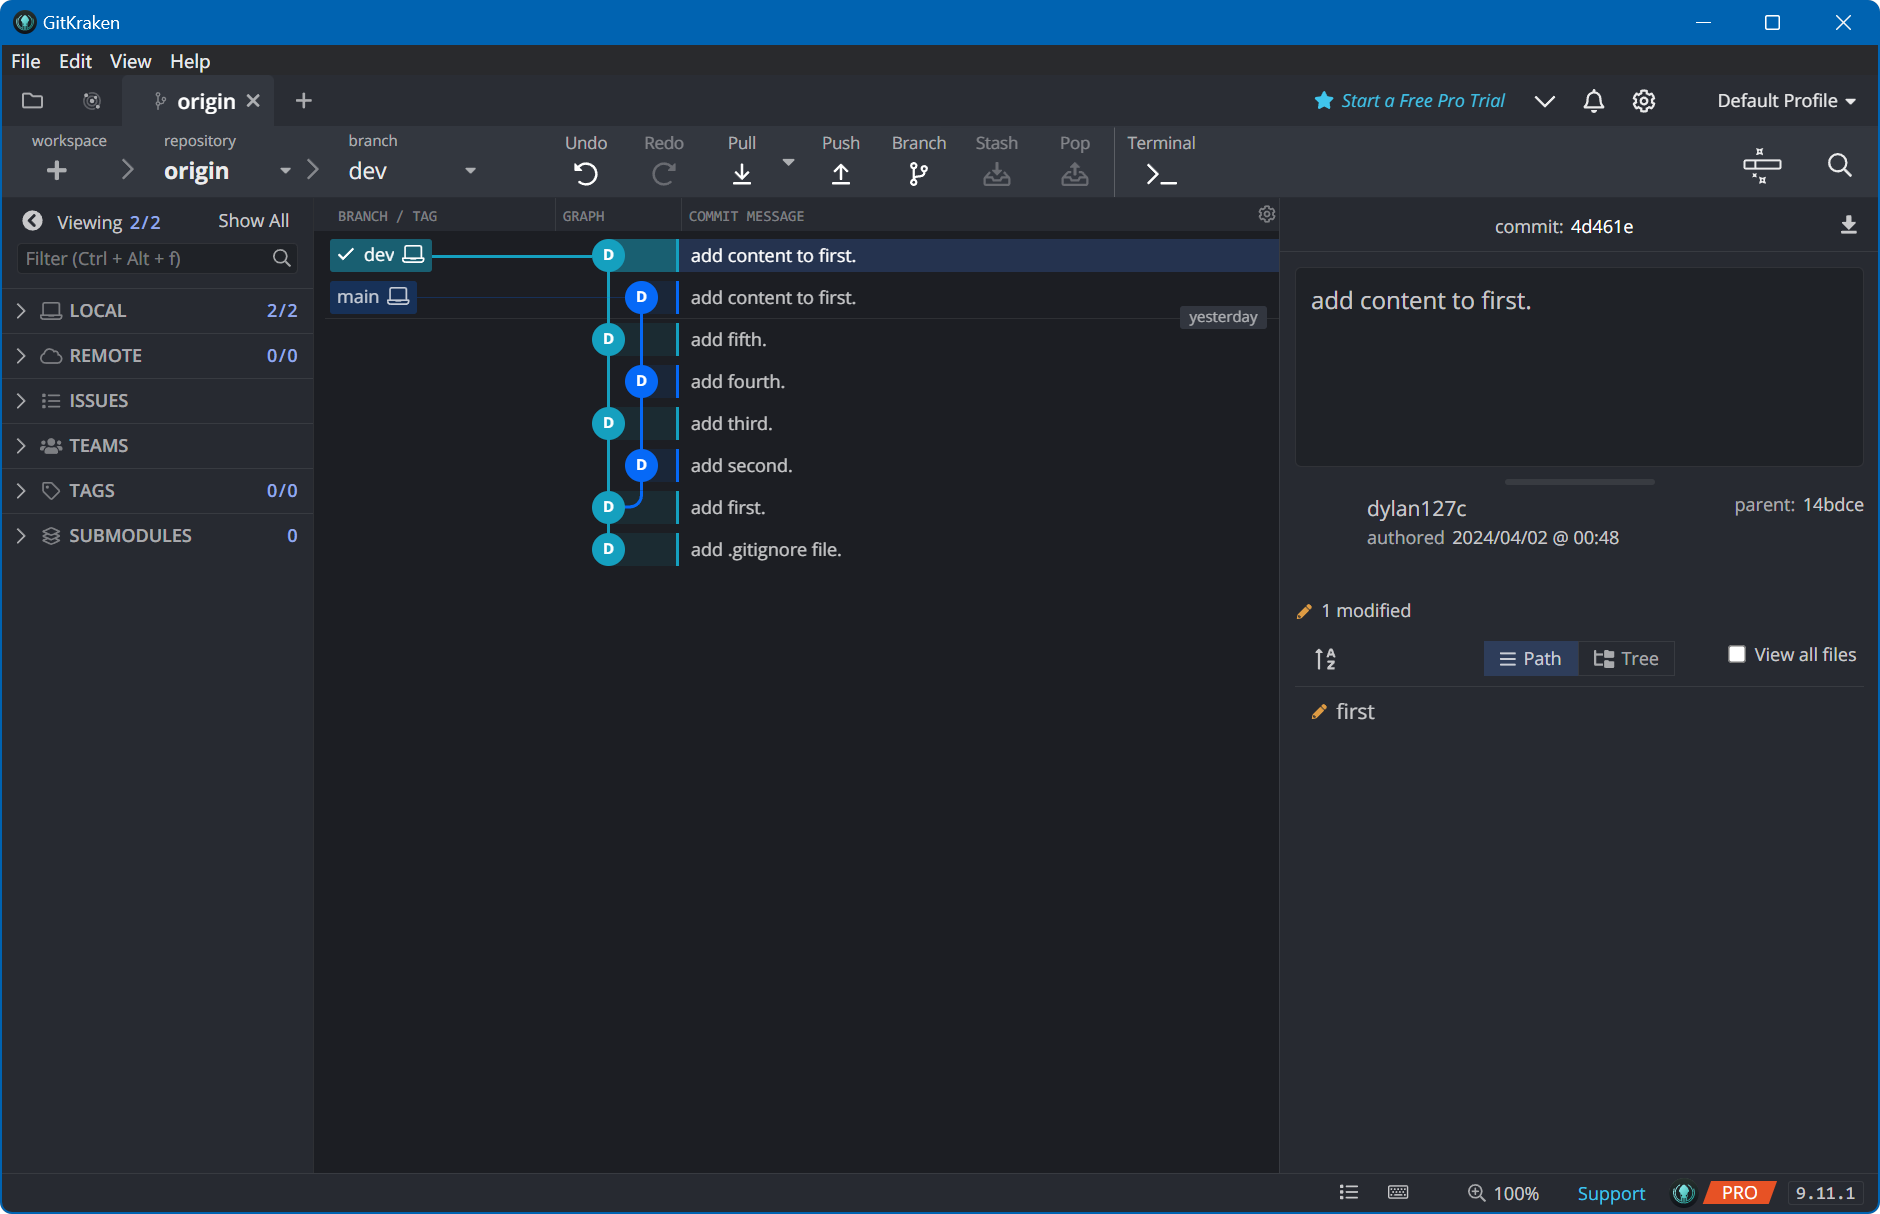 GitKraken
File Edit View Help
origin
Start a Free Pro Trial
Default Profile
workspace
repository
origin
branch
dev
Undo
Redo
Pull
Push
Branch
Stash
Pop
Terminal
Viewing 2/2 Show All
Filter (Ctrl + Alt + f)
LOCAL 2/2
REMOTE 0/0
ISSUES
TEAMS
TAGS 0/0
SUBMODULES 0
BRANCH / TAG GRAPH COMMIT MESSAGE
dev D add content to first.
main D add content to first.
yesterday
D add fifth.
D add fourth.
D add third.
D add second.
D add first.
D add .gitignore file.
commit: 4d461e
add content to first.
dylan127c
parent: 14bdce
authored 2024/04/02 @ 00:48
1 modified
A Z
Path
Tree
View all files
first
100%
Support
PRO
9.11.1